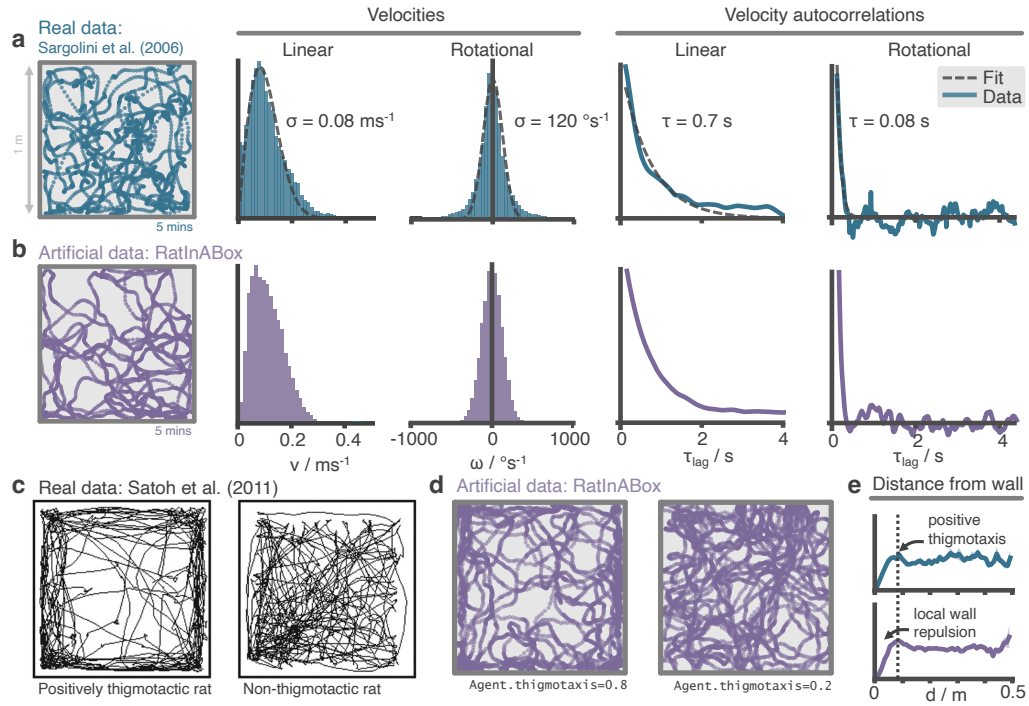 Velocities
Velocity autocorrelations
a
Real data:
Sargolini et al. (2006)
Linear
Rotational
Linear
Rotational
1 m
σ = 0.08 ms⁻¹
σ = 120 °s⁻¹
τ = 0.7 s
τ = 0.08 s
Fit
Data
5 mins
b
Artificial data: RatInABox
5 mins
0 0.2 0.4
v / ms⁻¹
-1000 0 1000
ω / °s⁻¹
0 2 4
τlag / s
0 2 4
τlag / s
c
Real data: Satoh et al. (2011)
Positively thigmotactic rat
Non-thigmotactic rat
d
Artificial data: RatInABox
Agent.thigmotaxis=0.8
Agent.thigmotaxis=0.2
e
Distance from wall
positive
thigmotaxis
local wall
repulsion
0 0.5
d / m